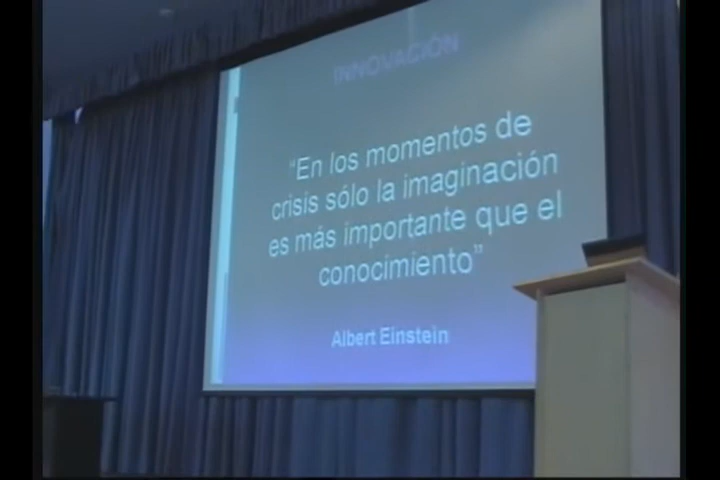 INNOVACIÓN
“En los momentos de
crisis sólo la imaginación
es más importante que el
conocimiento”
Albert Einstein